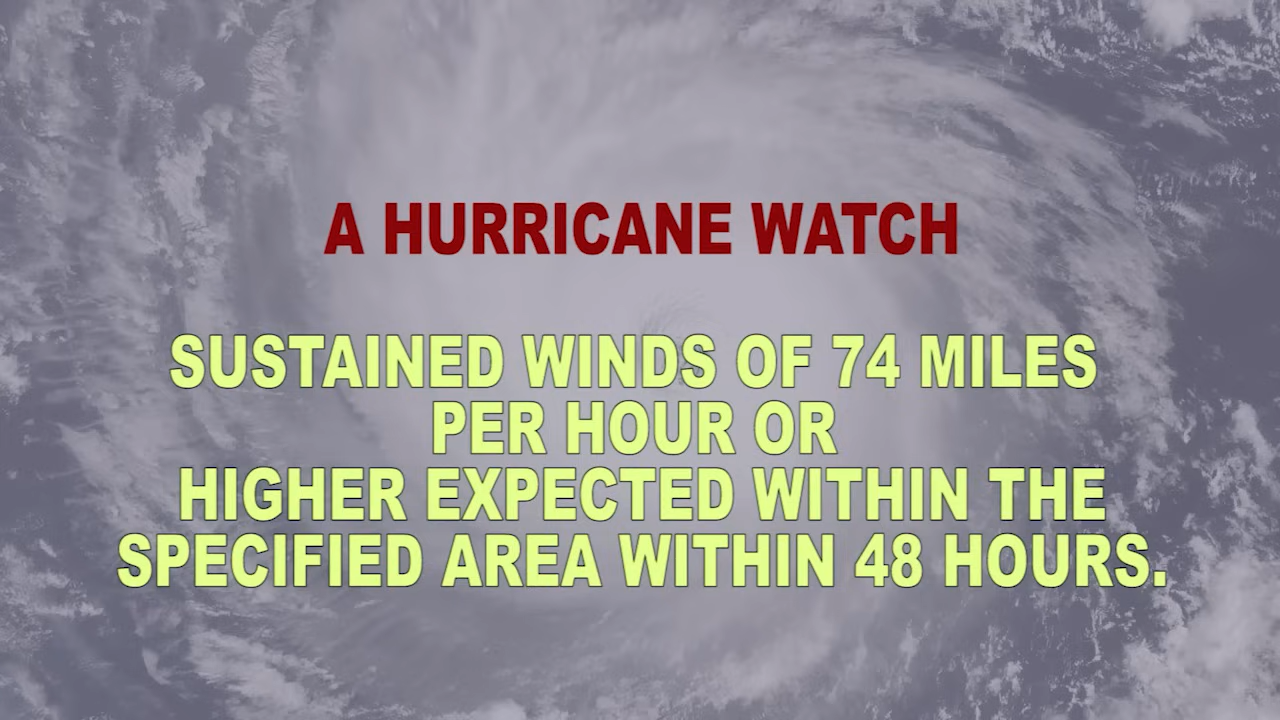 A HURRICANE WATCH
SUSTAINED WINDS OF 74 MILES
PER HOUR OR
HIGHER EXPECTED WITHIN THE
SPECIFIED AREA WITHIN 48 HOURS.